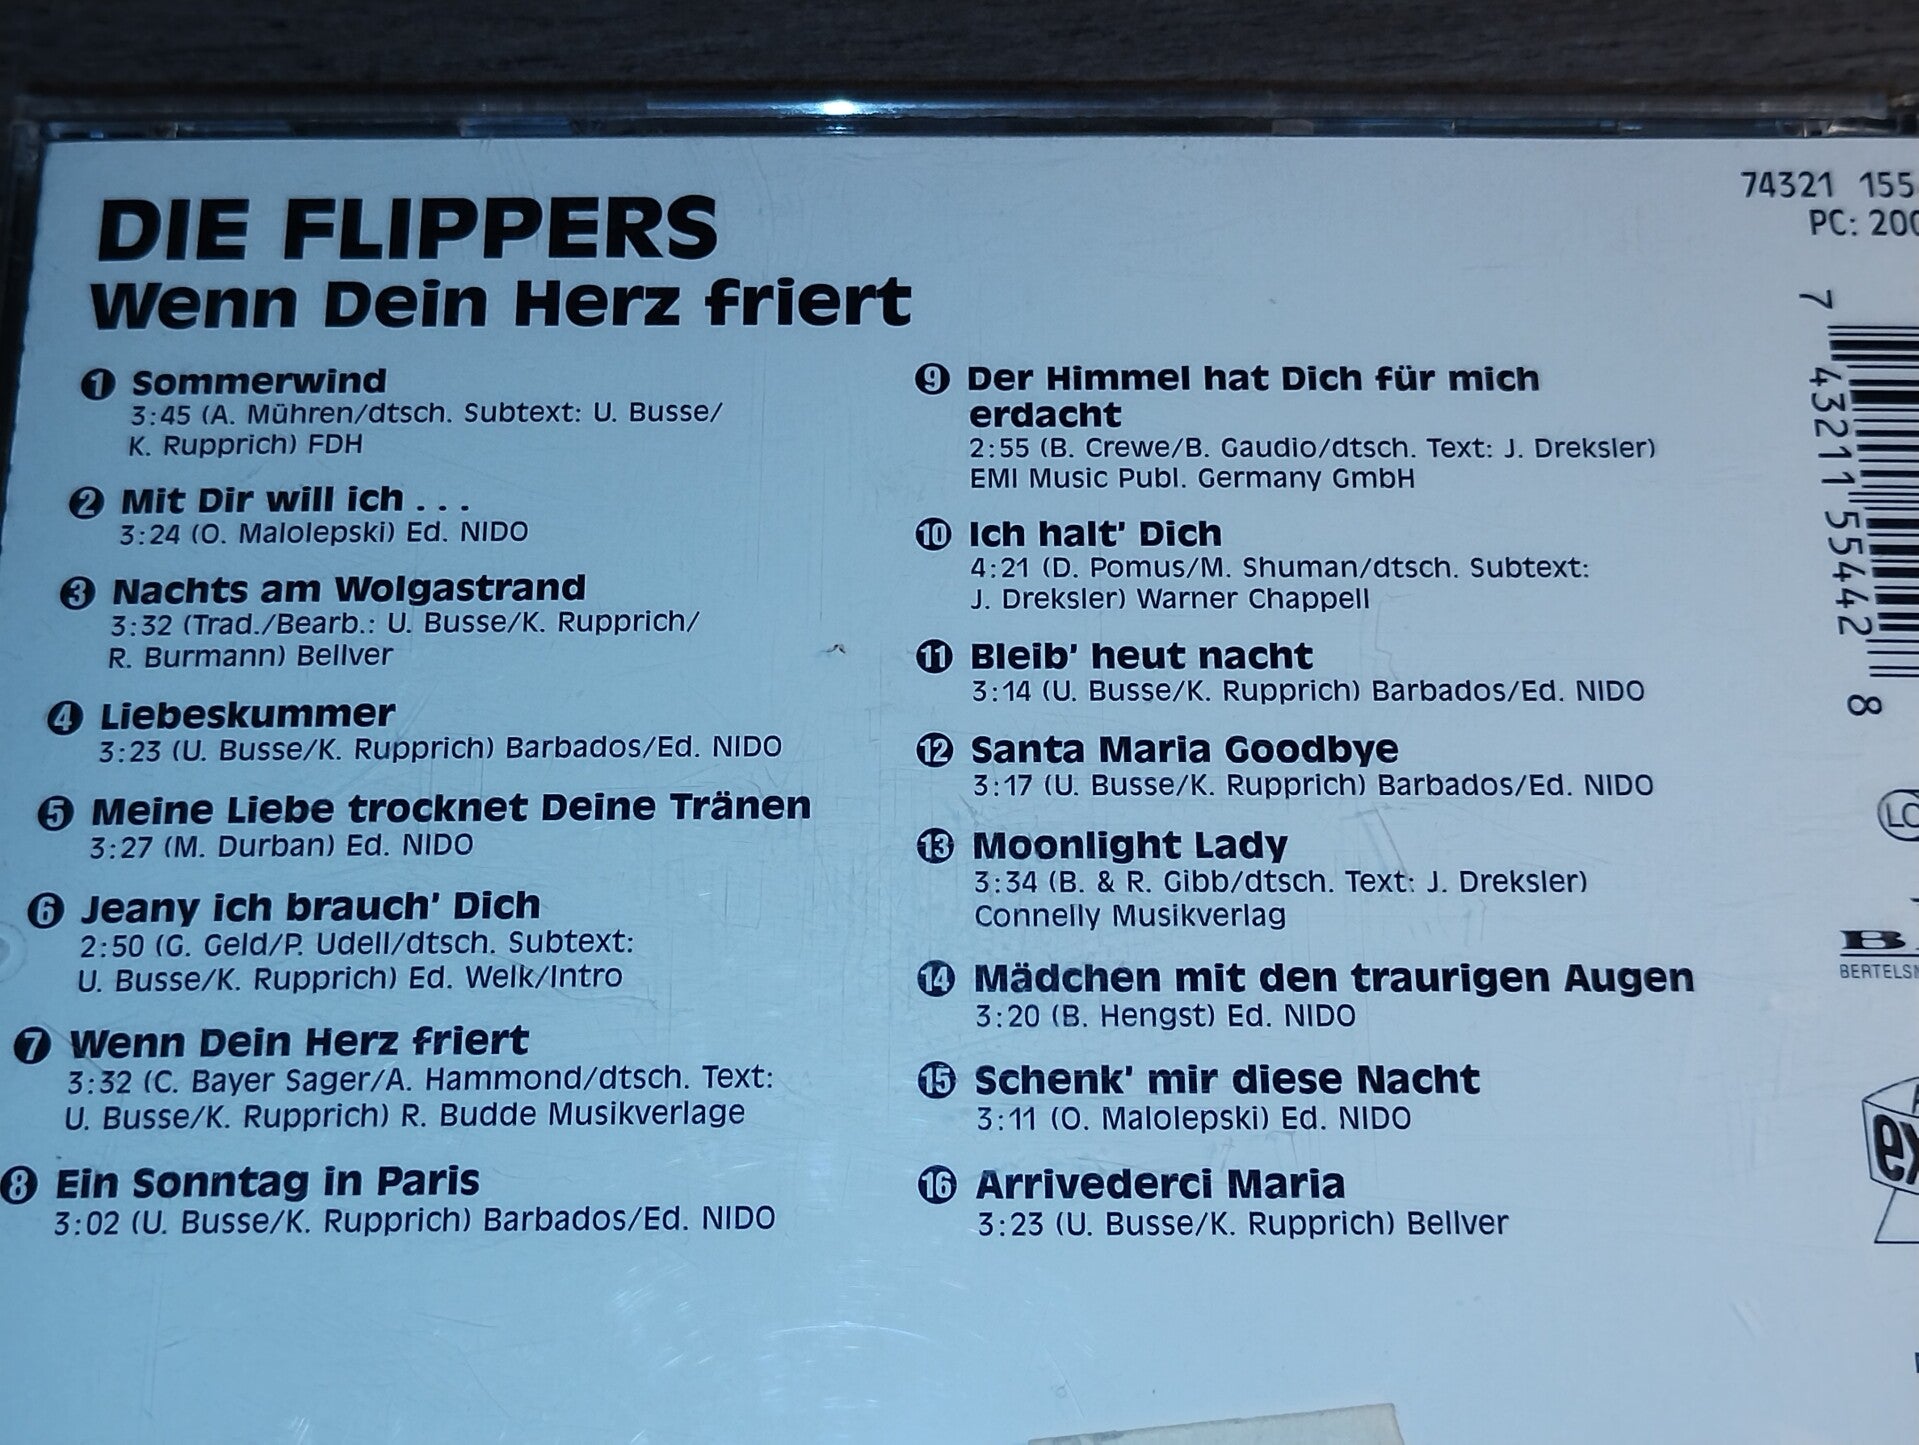 DIE FLIPPERS
Wenn Dein Herz friert
1 Sommerwind
3:45 (A. Mühren/dtsch. Subtext: U. Busse/
K. Rupprich) FDH
2 Mit Dir will ich . . .
3:24 (O. Malolepski) Ed. NIDO
3 Nachts am Wolgastrand
3:32 (Trad./Bearb.: U. Busse/K. Rupprich/
R. Burmann) Bellver
4 Liebeskummer
3:23 (U. Busse/K. Rupprich) Barbados/Ed. NIDO
5 Meine Liebe trocknet Deine Tränen
3:27 (M. Durban) Ed. NIDO
6 Jeany ich brauch' Dich
2:50 (G. Geld/P. Udell/dtsch. Subtext:
U. Busse/K. Rupprich) Ed. Welk/Intro
7 Wenn Dein Herz friert
3:32 (C. Bayer Sager/A. Hammond/dtsch. Text:
U. Busse/K. Rupprich) R. Budde Musikverlage
8 Ein Sonntag in Paris
3:02 (U. Busse/K. Rupprich) Barbados/Ed. NIDO
9 Der Himmel hat Dich für mich
erdacht
2:55 (B. Crewe/B. Gaudio/dtsch. Text: J. Dreksler)
EMI Music Publ. Germany GmbH
10 Ich halt' Dich
4:21 (D. Pomus/M. Shuman/dtsch. Subtext:
J. Dreksler) Warner Chappell
11 Bleib' heut nacht
3:14 (U. Busse/K. Rupprich) Barbados/Ed. NIDO
12 Santa Maria Goodbye
3:17 (U. Busse/K. Rupprich) Barbados/Ed. NIDO
13 Moonlight Lady
3:34 (B. & R. Gibb/dtsch. Text: J. Dreksler)
Connelly Musikverlag
14 Mädchen mit den traurigen Augen
3:20 (B. Hengst) Ed. NIDO
15 Schenk' mir diese Nacht
3:11 (O. Malolepski) Ed. NIDO
16 Arrivederci Maria
3:23 (U. Busse/K. Rupprich) Bellver
74321 155
PC: 200
7 43211 55442 8
LC